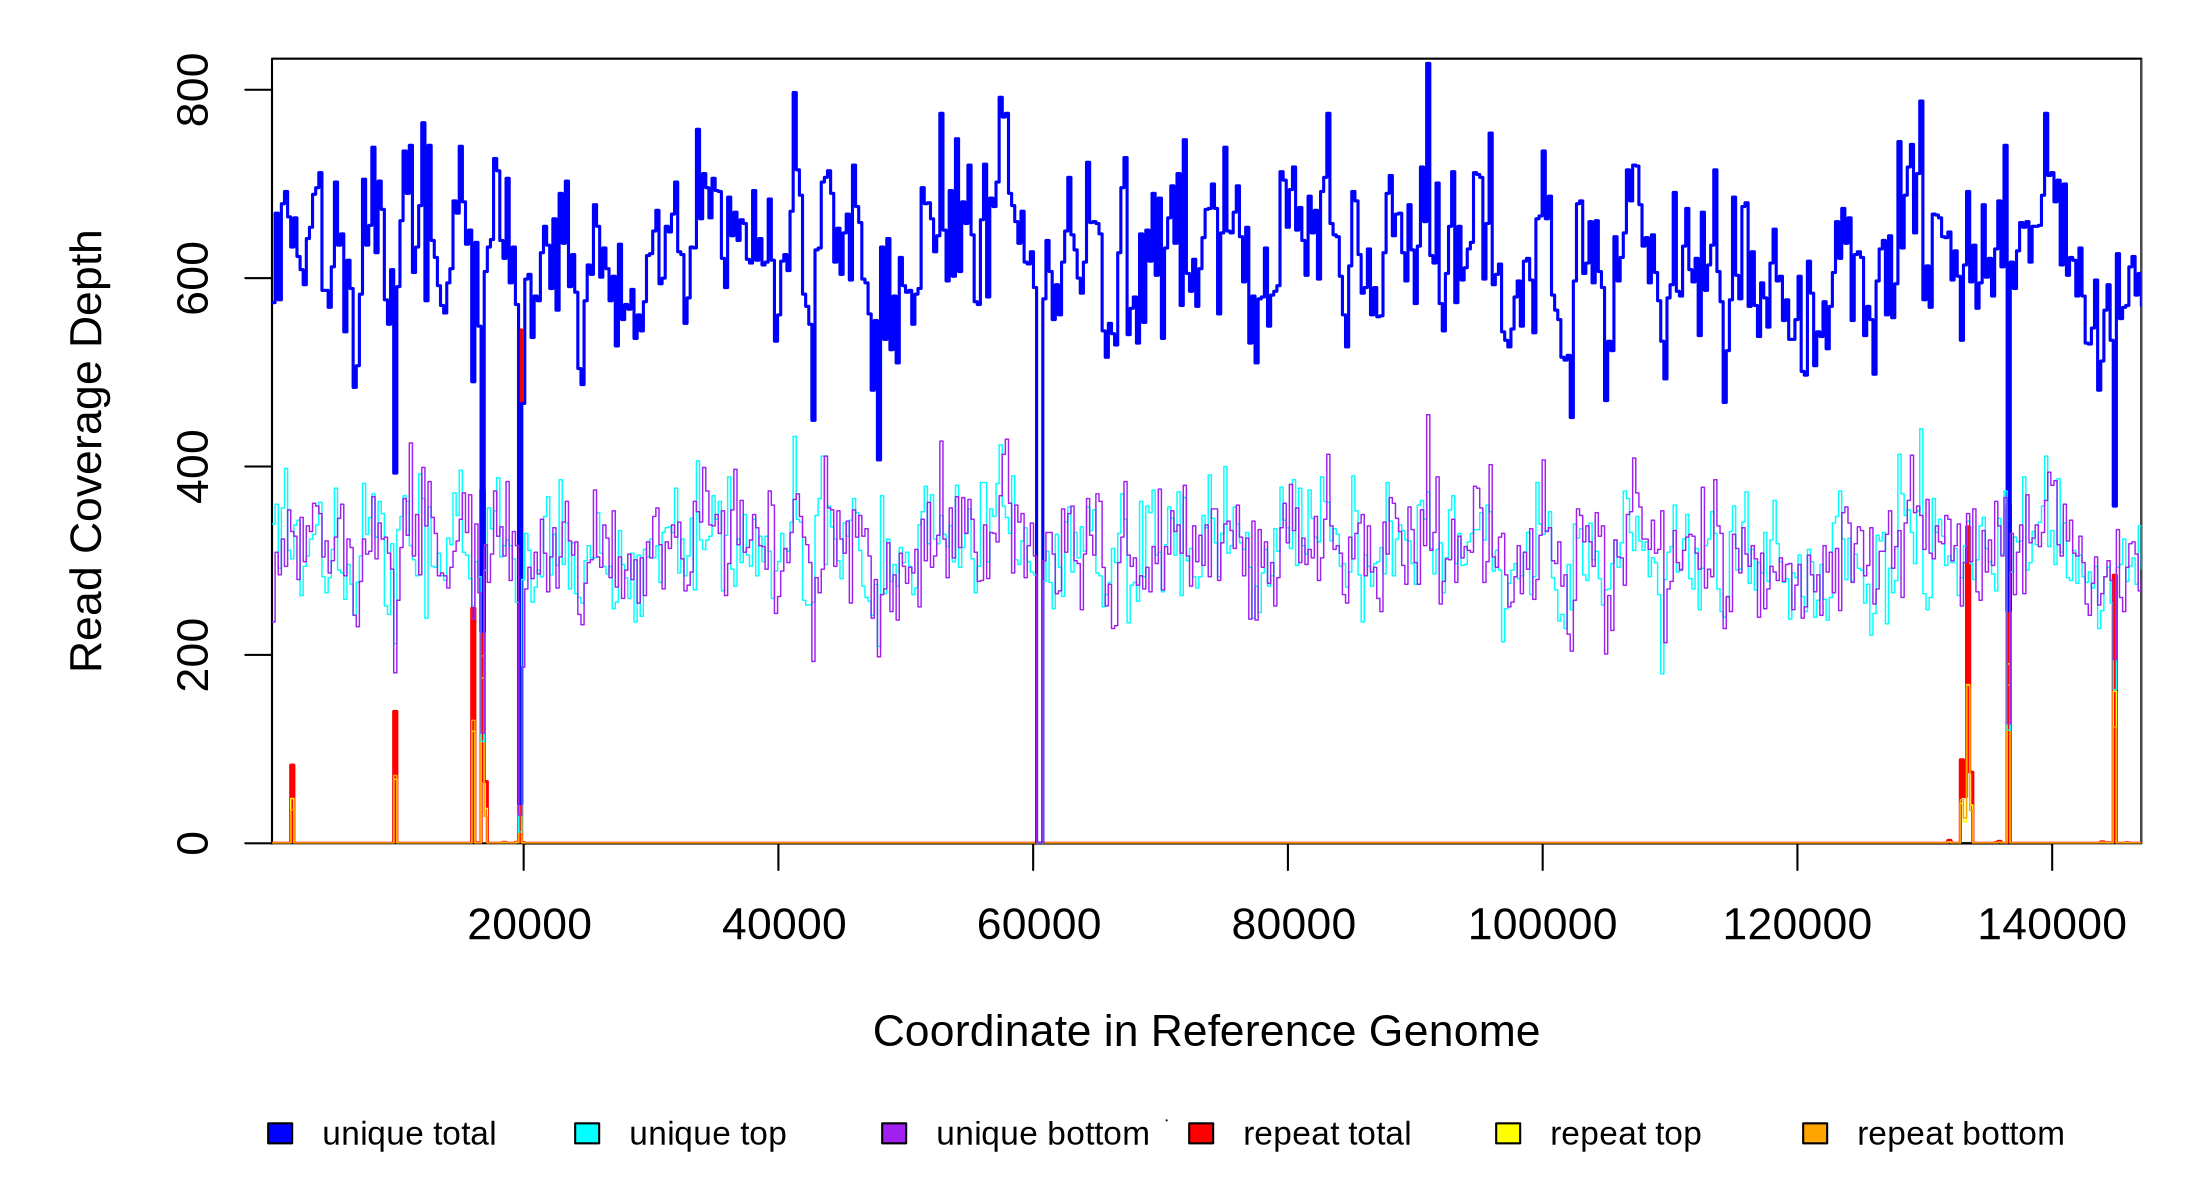 800
600
400
200
0
Read Coverage Depth
20000 40000 60000 80000 100000 120000 140000
Coordinate in Reference Genome
unique total unique top unique bottom repeat total repeat top repeat bottom